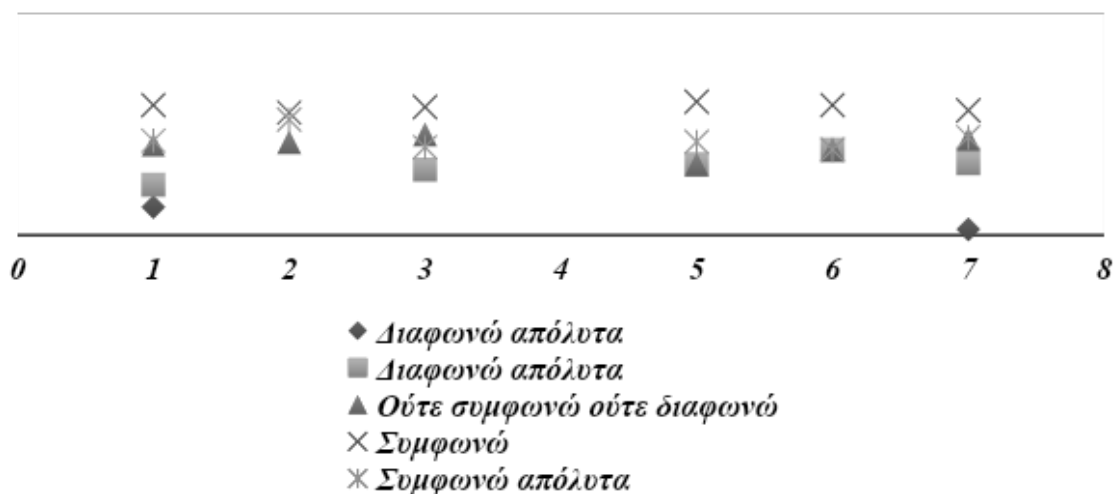 0 1 2 3 4 5 6 7 8
Διαφωνώ απόλυτα
Διαφωνώ απόλυτα
Ούτε συμφωνώ ούτε διαφωνώ
Συμφωνώ
Συμφωνώ απόλυτα